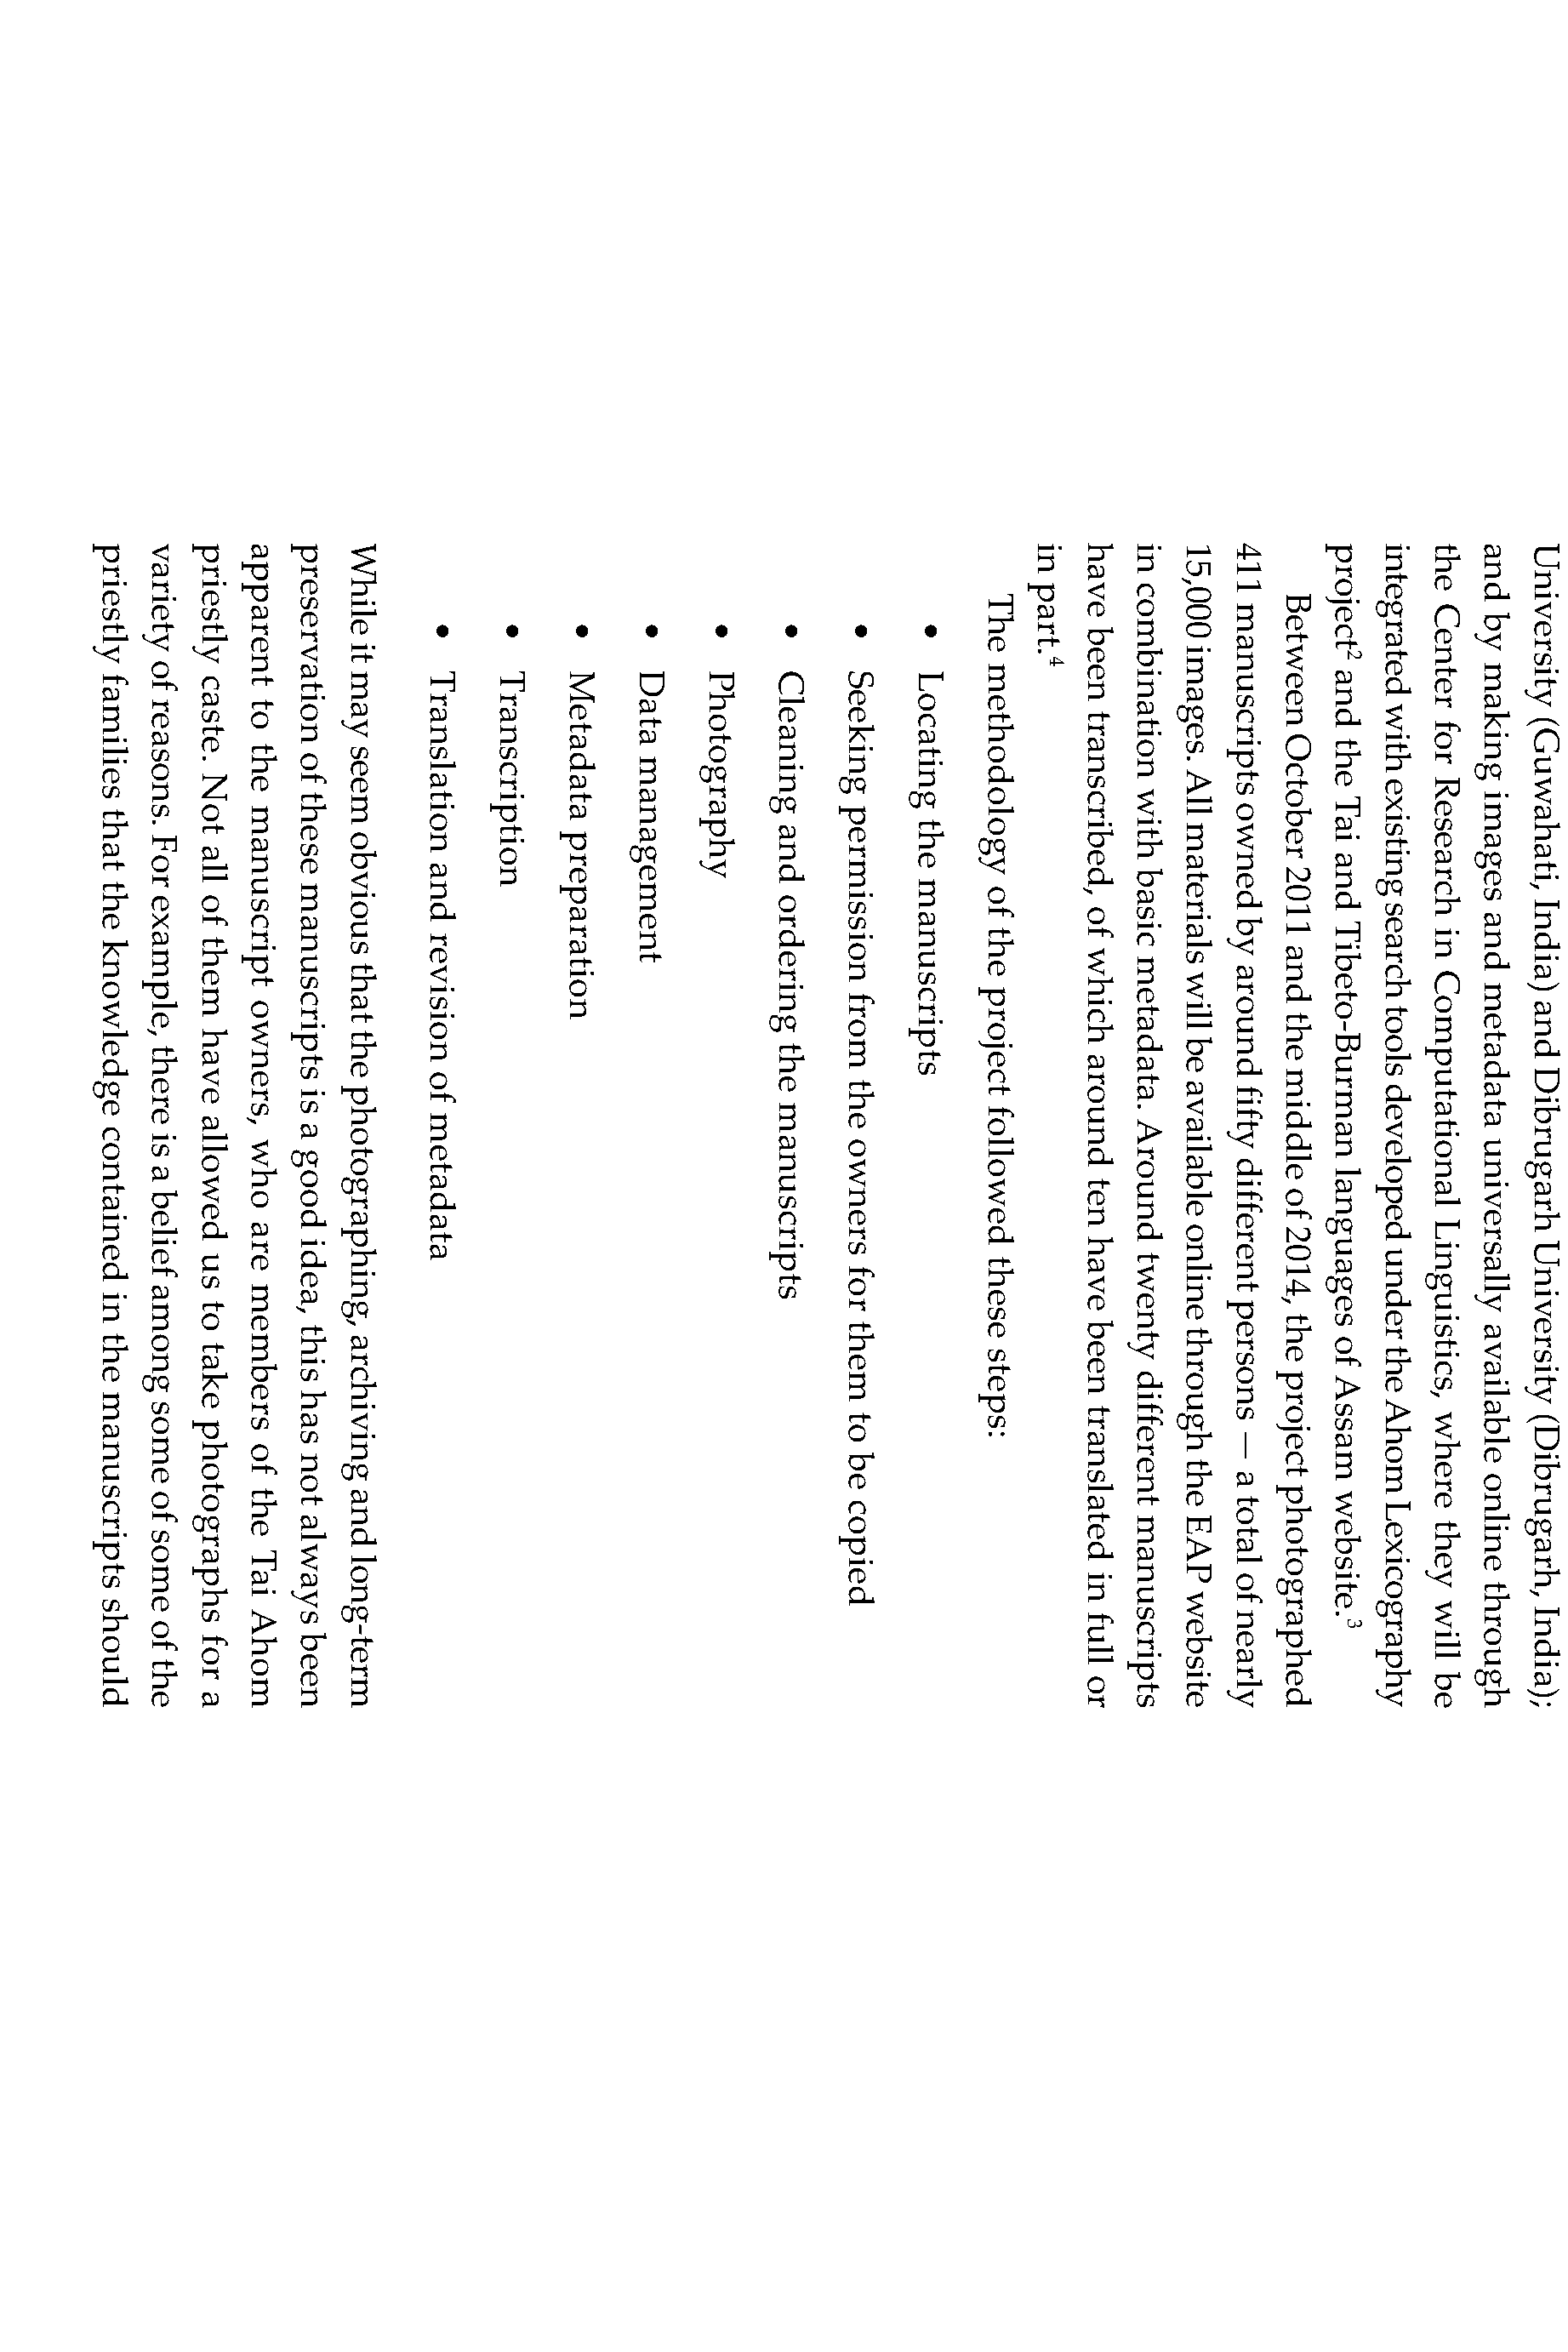 University (Guwahati, India) and Dibrugarh University (Dibrugarh, India);
and by making images and metadata universally available online through
the Center for Research in Computational Linguistics, where they will be
integrated with existing search tools developed under the Ahom Lexicography
project² and the Tai and Tibeto-Burman languages of Assam website.³
Between October 2011 and the middle of 2014, the project photographed
411 manuscripts owned by around fifty different persons — a total of nearly
15,000 images. All materials will be available online through the EAP website
in combination with basic metadata. Around twenty different manuscripts
have been transcribed, of which around ten have been translated in full or
in part.⁴
The methodology of the project followed these steps:
• Locating the manuscripts
• Seeking permission from the owners for them to be copied
• Cleaning and ordering the manuscripts
• Photography
• Data management
• Metadata preparation
• Transcription
• Translation and revision of metadata
While it may seem obvious that the photographing, archiving and long-term
preservation of these manuscripts is a good idea, this has not always been
apparent to the manuscript owners, who are members of the Tai Ahom
priestly caste. Not all of them have allowed us to take photographs for a
variety of reasons. For example, there is a belief among some of some of the
priestly families that the knowledge contained in the manuscripts should